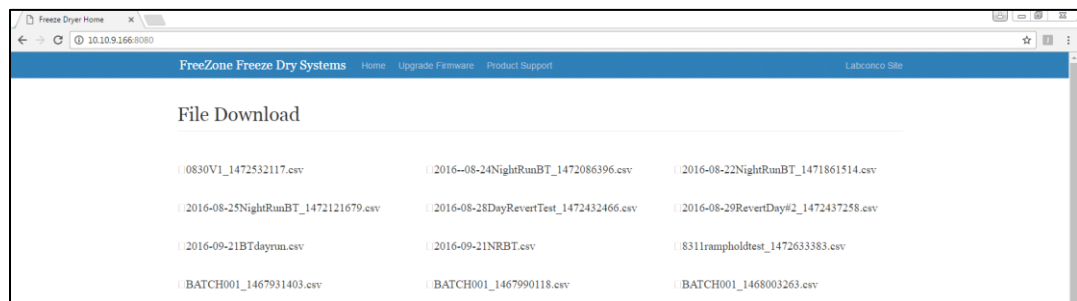 Freeze Dryer Home
10.10.9.166:8080
FreeZone Freeze Dry Systems Home Upgrade Firmware Product Support Labconco Site
File Download
0830V1_1472532117.csv 2016--08-24NightRunBT_1472086396.csv 2016-08-22NightRunBT_1471861514.csv
2016-08-25NightRunBT_1472121679.csv 2016-08-28DayRevertTest_1472432466.csv 2016-08-29RevertDay#2_1472437258.csv
2016-09-21BTdayrun.csv 2016-09-21NRBT.csv 8311rampholdtest_1472633383.csv
BATCH001_1467931403.csv BATCH001_1467990118.csv BATCH001_1468003263.csv